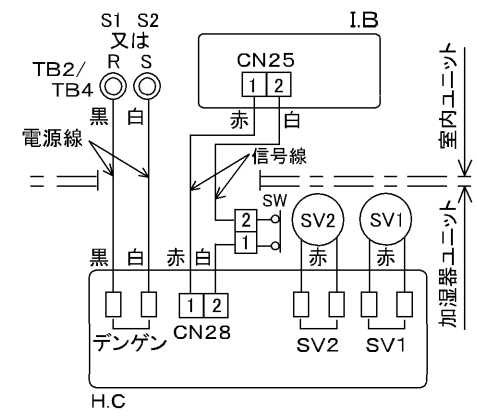 I.B
S1 S2
又は
R S
TB2/
TB4
CN25
1 2
黒 白
赤 白
電源線
信号線
室内ユニット
SW
2
1
SV2
SV1
黒 白
赤 白
赤
赤
加湿器ユニット
1 2
デンゲン
CN28
SV2
SV1
H.C